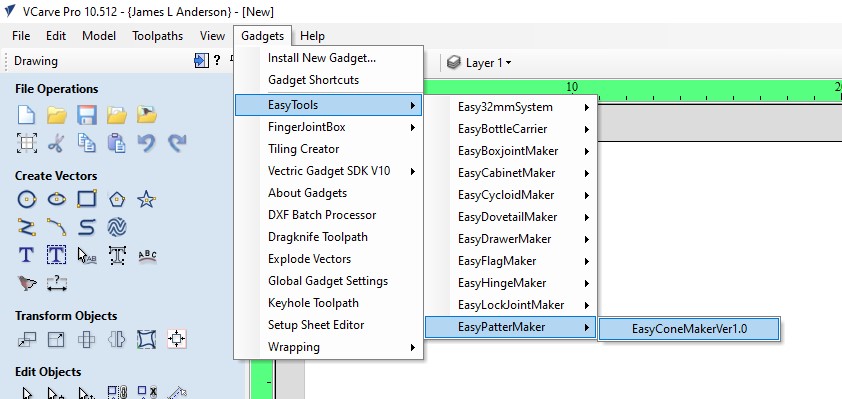 VCarve Pro 10.512 - {James L Anderson} - [New]
File Edit Model Toolpaths View Gadgets Help
Drawing
Layer 1
File Operations
Create Vectors
Transform Objects
Edit Objects
Install New Gadget...
Gadget Shortcuts
EasyTools
FingerJointBox
Tiling Creator
Vectric Gadget SDK V10
About Gadgets
DXF Batch Processor
Dragknife Toolpath
Explode Vectors
Global Gadget Settings
Keyhole Toolpath
Setup Sheet Editor
Wrapping
10
Easy32mmSystem
EasyBottleCarrier
EasyBoxjointMaker
EasyCabinetMaker
EasyCycloidMaker
EasyDovetailMaker
EasyDrawerMaker
EasyFlagMaker
EasyHingeMaker
EasyLockJointMaker
EasyPatterMaker
EasyConeMakerVer1.0